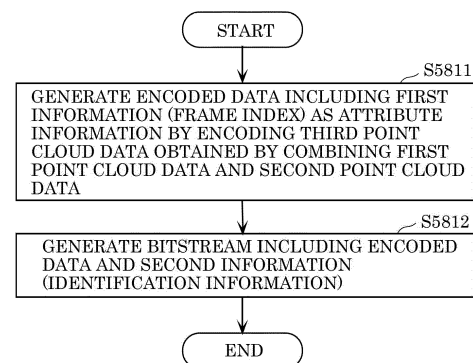 START
S5811
GENERATE ENCODED DATA INCLUDING FIRST
INFORMATION (FRAME INDEX) AS ATTRIBUTE
INFORMATION BY ENCODING THIRD POINT
CLOUD DATA OBTAINED BY COMBINING FIRST
POINT CLOUD DATA AND SECOND POINT CLOUD
DATA
S5812
GENERATE BITSTREAM INCLUDING ENCODED
DATA AND SECOND INFORMATION
(IDENTIFICATION INFORMATION)
END